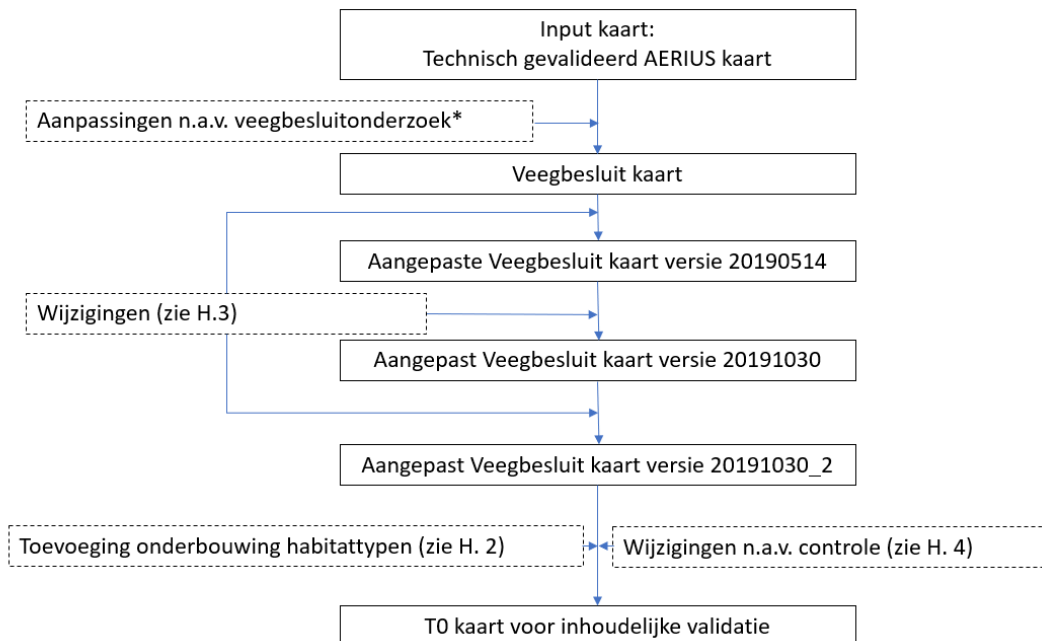 Input kaart:
Technisch gevalideerd AERIUS kaart
Aanpassingen n.a.v. veegbesluitonderzoek*
Veegbesluit kaart
Aangepaste Veegbesluit kaart versie 20190514
Wijzigingen (zie H.3)
Aangepast Veegbesluit kaart versie 20191030
Aangepast Veegbesluit kaart versie 20191030_2
Toevoeging onderbouwing habitattypen (zie H. 2)
Wijzigingen n.a.v. controle (zie H. 4)
T0 kaart voor inhoudelijke validatie